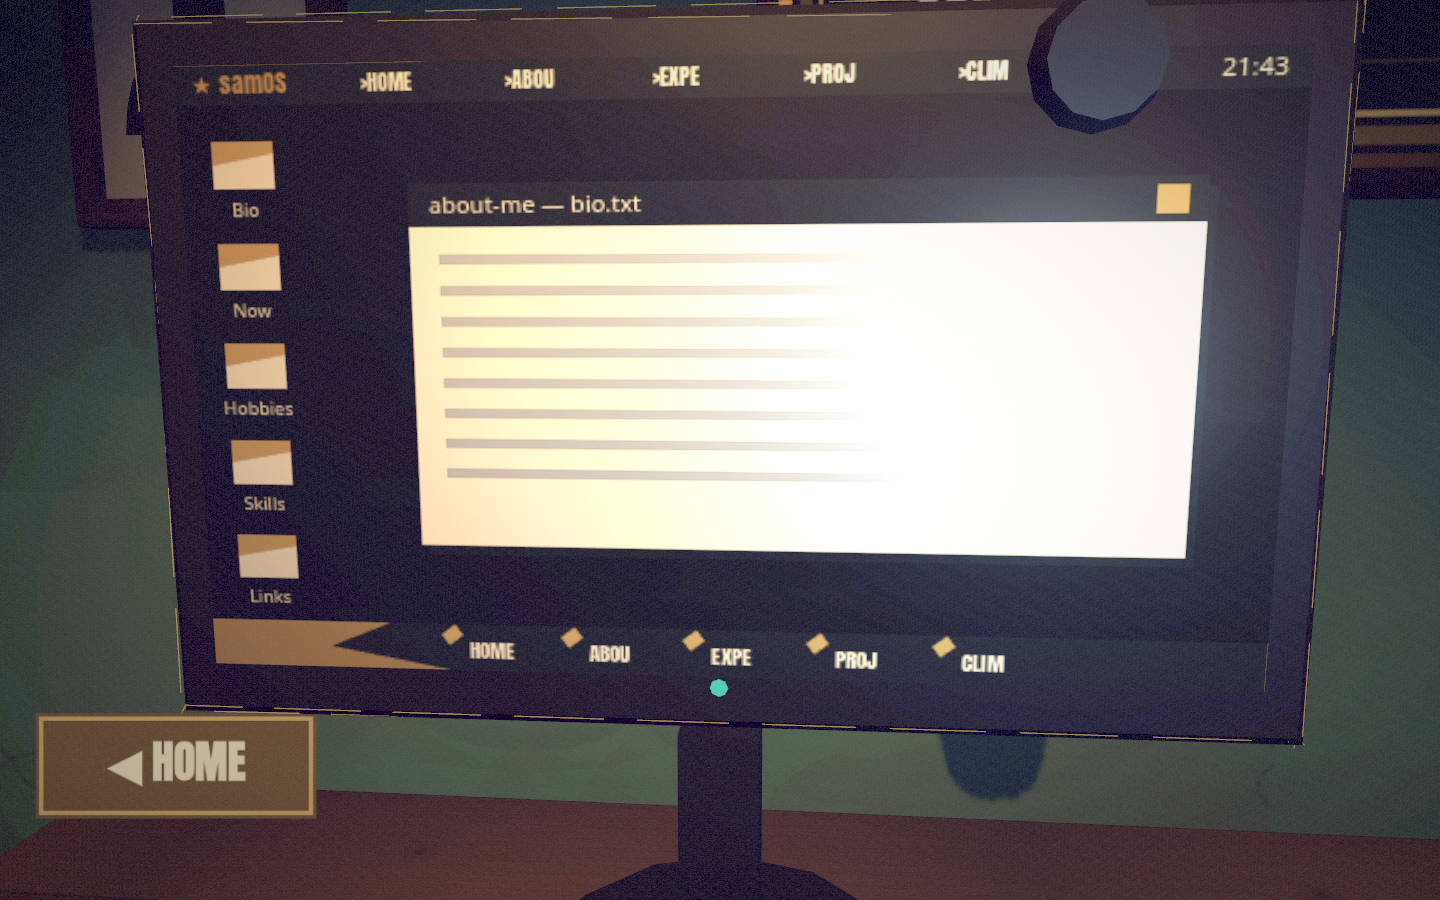 ★ samOS >HOME >ABOU >EXPE >PROJ >CLIM 21:43
Bio
Now
Hobbies
Skills
Links
about-me — bio.txt
HOME ABOU EXPE PROJ CLIM
◀ HOME